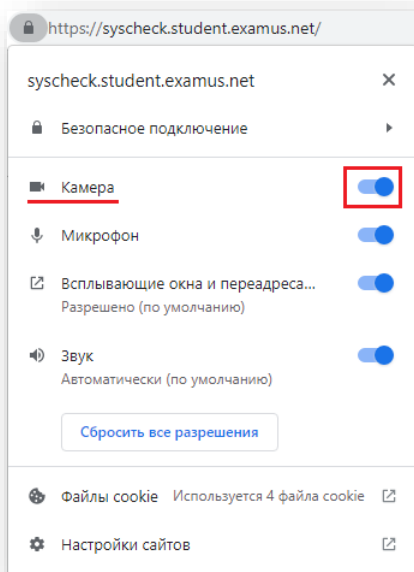 https://syscheck.student.examus.net/
syscheck.student.examus.net
Безопасное подключение
Камера
Микрофон
Всплывающие окна и переадреса...
Разрешено (по умолчанию)
Звук
Автоматически (по умолчанию)
Сбросить все разрешения
Файлы cookie Используется 4 файла cookie
Настройки сайтов